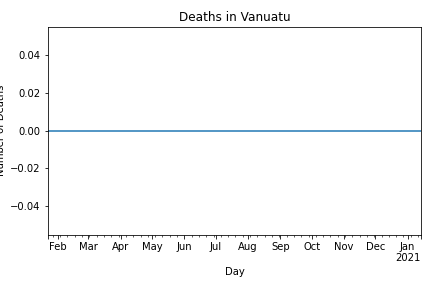 Deaths in Vanuatu
Number of Deaths
0.04
0.02
0.00
−0.02
−0.04
Feb Mar Apr May Jun Jul Aug Sep Oct Nov Dec Jan
2021
Day